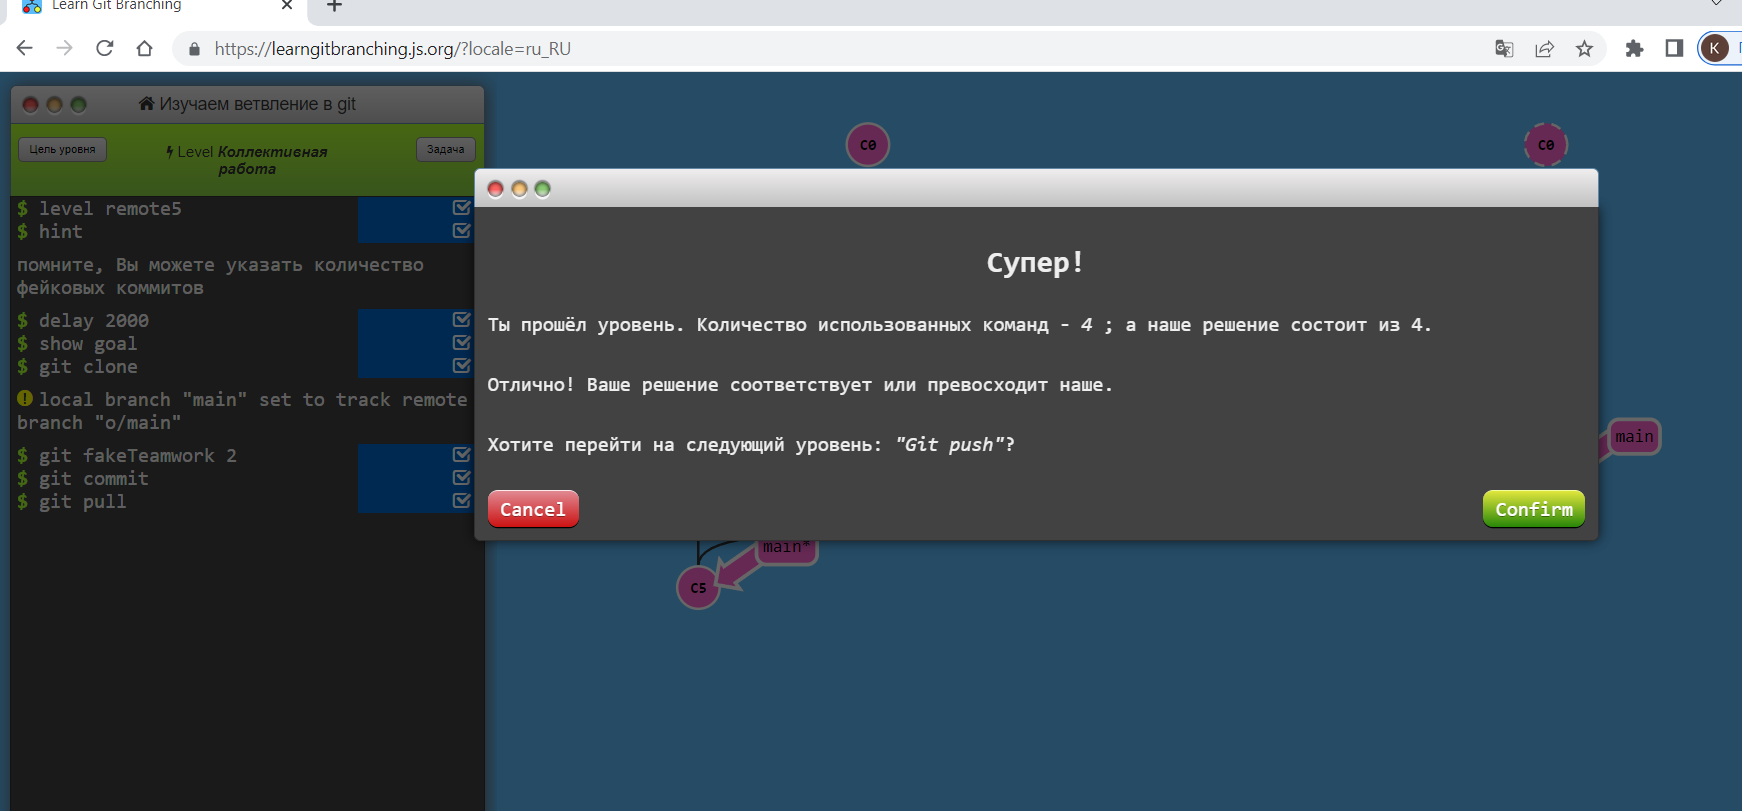 Learn Git Branching
https://learngitbranching.js.org/?locale=ru_RU
K
Изучаем ветвление в git
Цель уровня
Level Коллективная
работа
Задача
$ level remote5
$ hint
помните, Вы можете указать количество
фейковых коммитов
$ delay 2000
$ show goal
$ git clone
local branch "main" set to track remote
branch "o/main"
$ git fakeTeamwork 2
$ git commit
$ git pull
C0
C0
Супер!
Ты прошёл уровень. Количество использованных команд - 4 ; а наше решение состоит из 4.
Отлично! Ваше решение соответствует или превосходит наше.
Хотите перейти на следующий уровень: "Git push"?
Cancel
Confirm
main
main*
C5